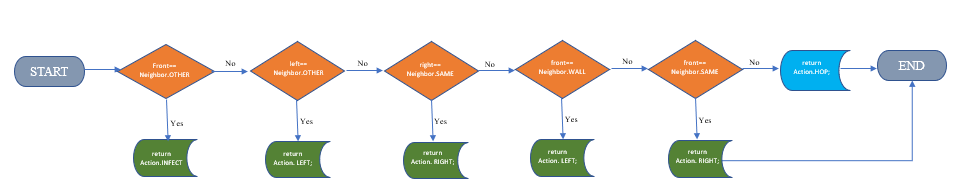 START
Front==
Neighbor.OTHER
No
left==
Neighbor.OTHER
No
right==
Neighbor.SAME
No
front==
Neighbor.WALL
No
front==
Neighbor.SAME
No
return
Action.HOP;
END
Yes
Yes
Yes
Yes
Yes
return
Action.INFECT
return
Action. LEFT;
return
Action. RIGHT;
return
Action. LEFT;
return
Action. RIGHT;